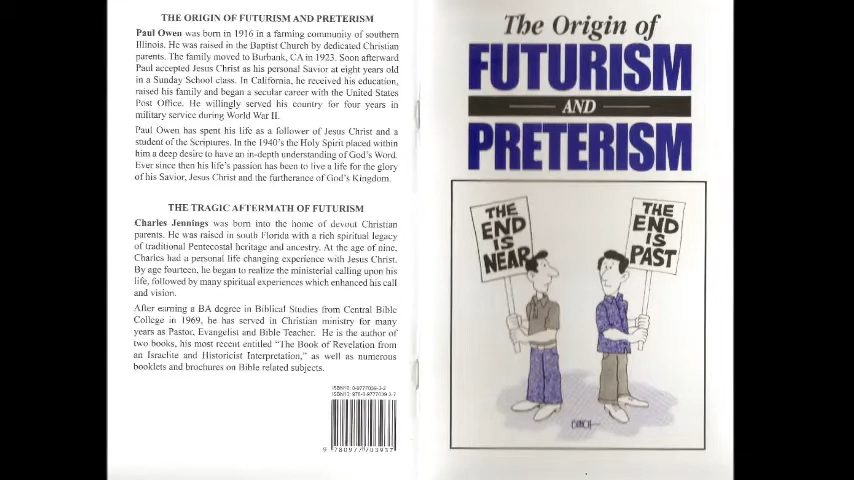 THE ORIGIN OF FUTURISM AND PRETERISM
Paul Owen was born in 1916 in a farming community of southern
Illinois. He was raised in the Baptist Church by dedicated Christian
parents. The family moved to Burbank, CA in 1923. Soon afterward
Paul accepted Jesus Christ as his personal Savior at eight years old
in a Sunday School class. In California, he received his education,
raised his family and began a secular career with the United States
Post Office. He willingly served his country for four years in
military service during World War II.
Paul Owen has spent his life as a follower of Jesus Christ and a
student of the Scriptures. In the 1940's the Holy Spirit placed within
him a deep desire to have an in-depth understanding of God's Word.
Ever since then his life's passion has been to live a life for the glory
of his Savior, Jesus Christ and the furtherance of God's Kingdom.
THE TRAGIC AFTERMATH OF FUTURISM
Charles Jennings was born into the home of devout Christian
parents. He was raised in south Florida with a rich spiritual legacy
of traditional Pentecostal heritage and ancestry. At the age of nine,
Charles had a personal life changing experience with Jesus Christ.
By age fourteen, he began to realize the ministerial calling upon his
life, followed by many spiritual experiences which enhanced his call
and vision.
After earning a BA degree in Biblical Studies from Central Bible
College in 1969, he has served in Christian ministry for many
years as Pastor, Evangelist and Bible Teacher. He is the author of
two books, his most recent entitled "The Book of Revelation from
an Israelite and Historicist Interpretation," as well as numerous
booklets and brochures on Bible related subjects.
The Origin of
FUTURISM
AND
PRETERISM
THE
END
IS
NEAR
THE
END
IS
PAST